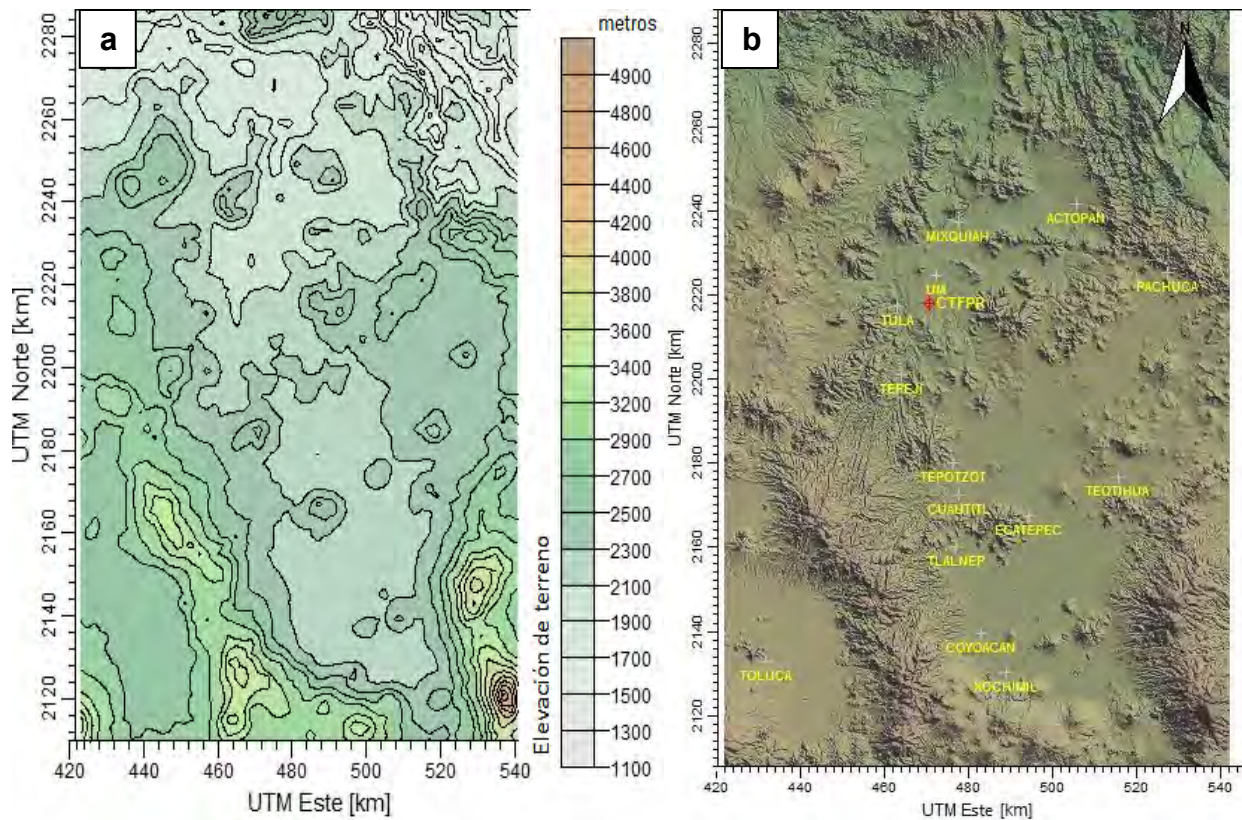 a
metros
2280
2260
2240
2220
2200
2180
2160
2140
2120
UTM Norte [km]
420 440 460 480 500 520 540
UTM Este [km]
Elevación de terreno
4900
4800
4600
4400
4200
4000
3800
3600
3400
3200
2900
2700
2500
2300
2100
1900
1700
1500
1300
1100
b
N
2280
2260
2240
2220
2200
2180
2160
2140
2120
UTM Norte [km]
ACTOPAN
MIXQUIAH
PACHUCA
UM
CTFPR
TULA
TEREJI
TEPOTZOT
TEOTIHUA
CUAUTITL
ECATEPEC
TLALNEP
COYOACAN
TOLUCA
XOCHIMIL
420 440 460 480 500 520 540
UTM Este [km]